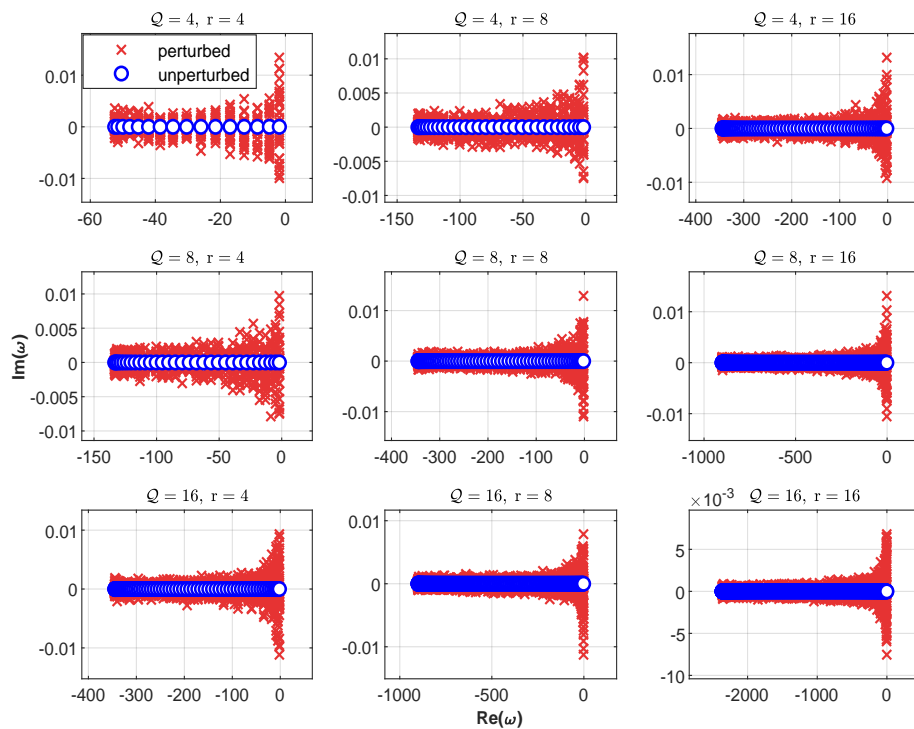 Q = 4, r = 4
Q = 4, r = 8
Q = 4, r = 16
perturbed
unperturbed
0.01
0
-0.01
-60 -40 -20 0
0.01
0.005
0
-0.005
-0.01
-150 -100 -50 0
0.01
0
-0.01
-400 -300 -200 -100 0
Q = 8, r = 4
Q = 8, r = 8
Q = 8, r = 16
Im(ω)
0.01
0.005
0
-0.005
-0.01
-150 -100 -50 0
0.01
0
-0.01
-400 -300 -200 -100 0
0.01
0
-0.01
-1000 -500 0
Q = 16, r = 4
Q = 16, r = 8
×10⁻³ Q = 16, r = 16
0.01
0
-0.01
-400 -300 -200 -100 0
0.01
0
-0.01
-1000 -500 0
5
0
-5
-10
-2000 -1000 0
Re(ω)